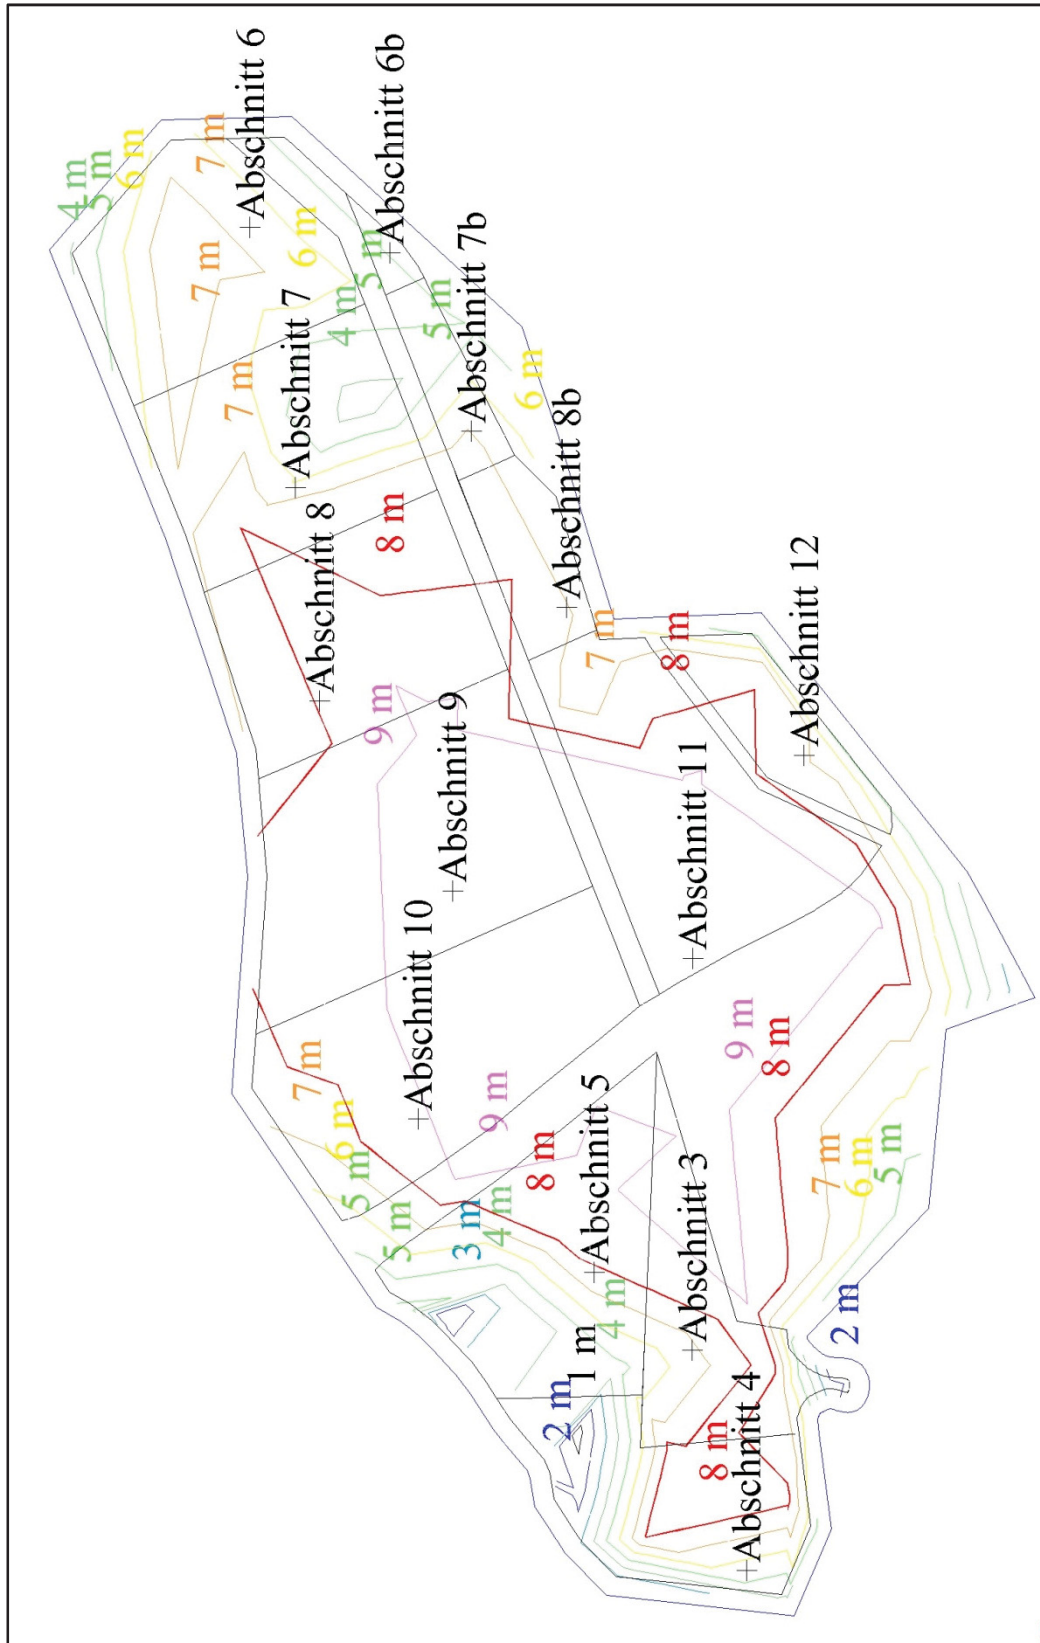 4 m
5 m
6 m
7 m
+Abschnitt 6
+Abschnitt 6b
7 m
6 m
5 m
4 m
+Abschnitt 7
5 m
+Abschnitt 7b
7 m
6 m
8 m
+Abschnitt 8
+Abschnitt 8b
7 m
8 m
+Abschnitt 12
9 m
+Abschnitt 9
+Abschnitt 11
+Abschnitt 10
7 m
6 m
5 m
9 m
9 m
8 m
5 m
3 m
4 m
8 m
+Abschnitt 5
+Abschnitt 3
7 m
6 m
5 m
4 m
1 m
2 m
2 m
8 m
+Abschnitt 4